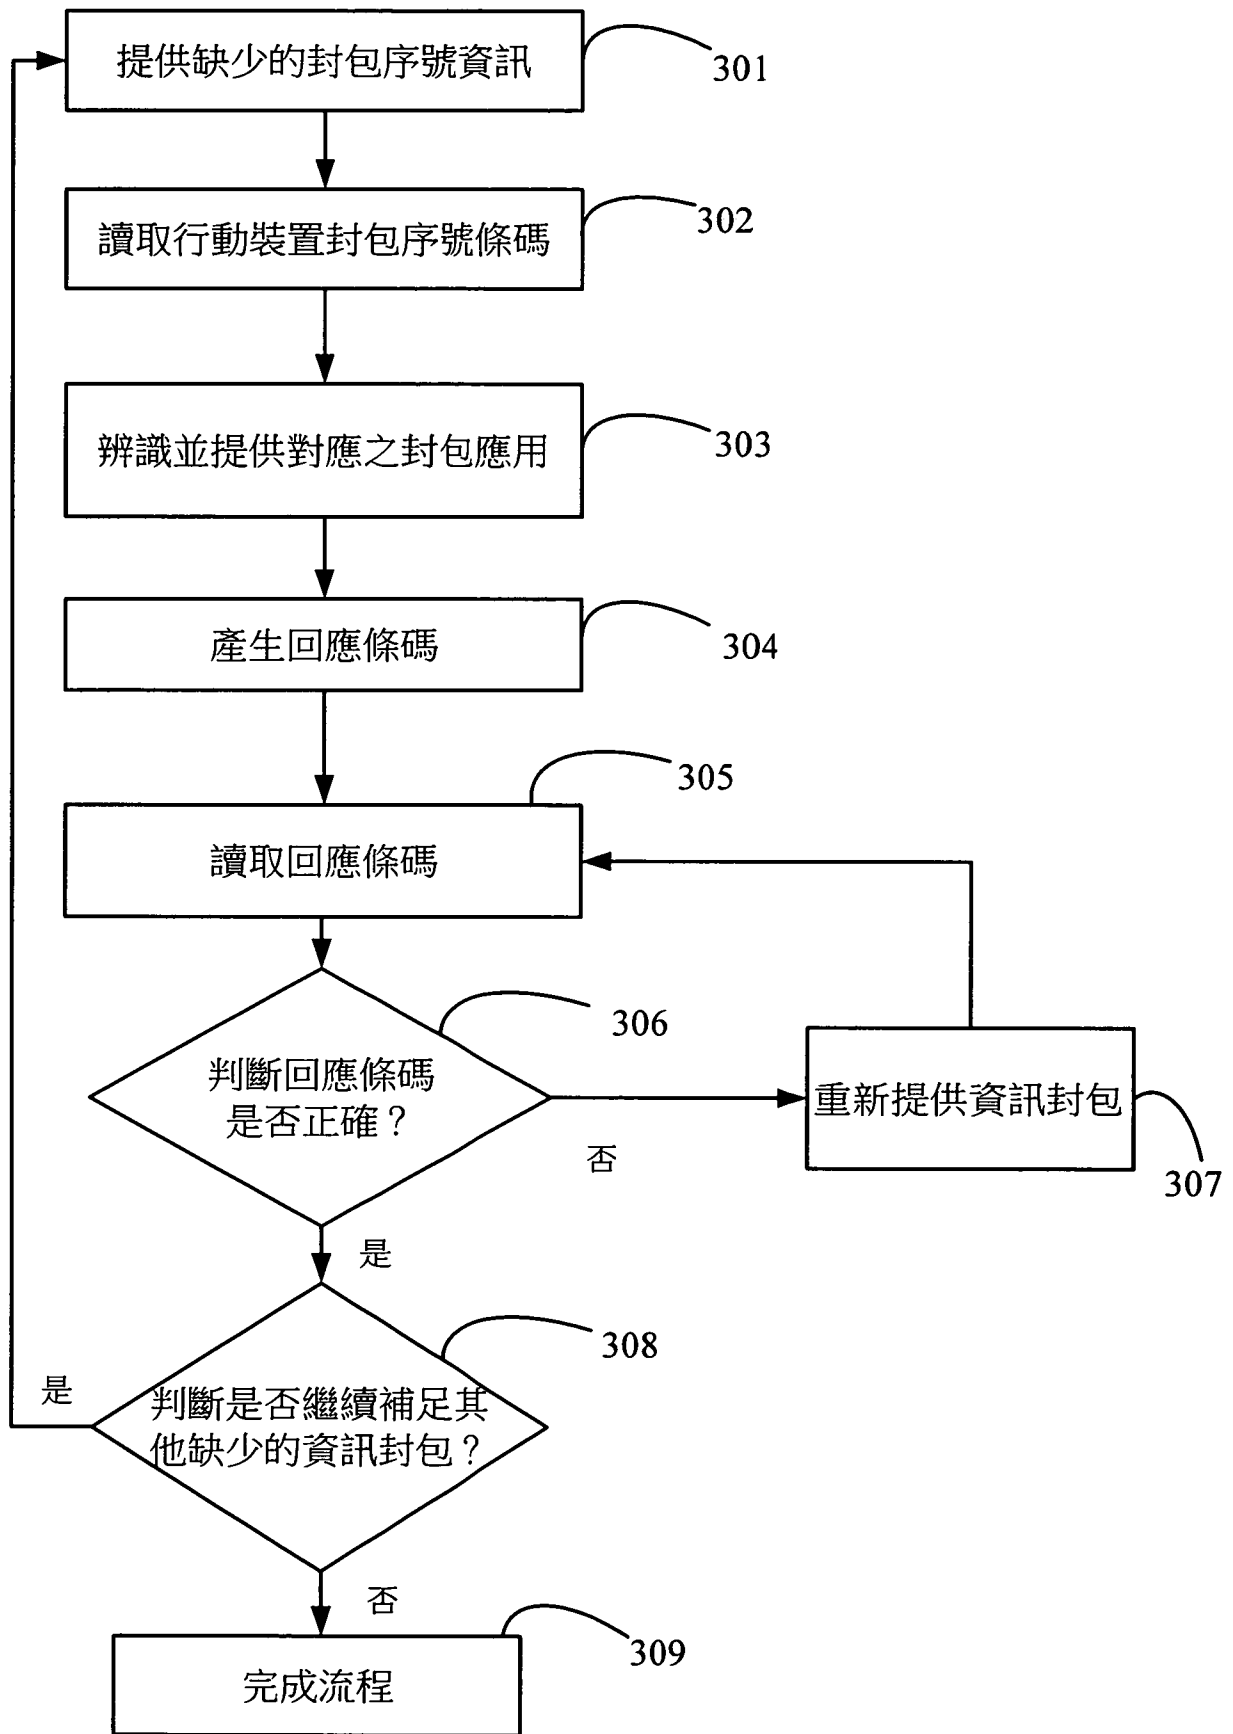 提供缺少的封包序號資訊
301
讀取行動裝置封包序號條碼
302
辨識並提供對應之封包應用
303
產生回應條碼
304
305
讀取回應條碼
306
判斷回應條碼
是否正確？
否
重新提供資訊封包
307
是
308
是
判斷是否繼續補足其
他缺少的資訊封包？
否
309
完成流程